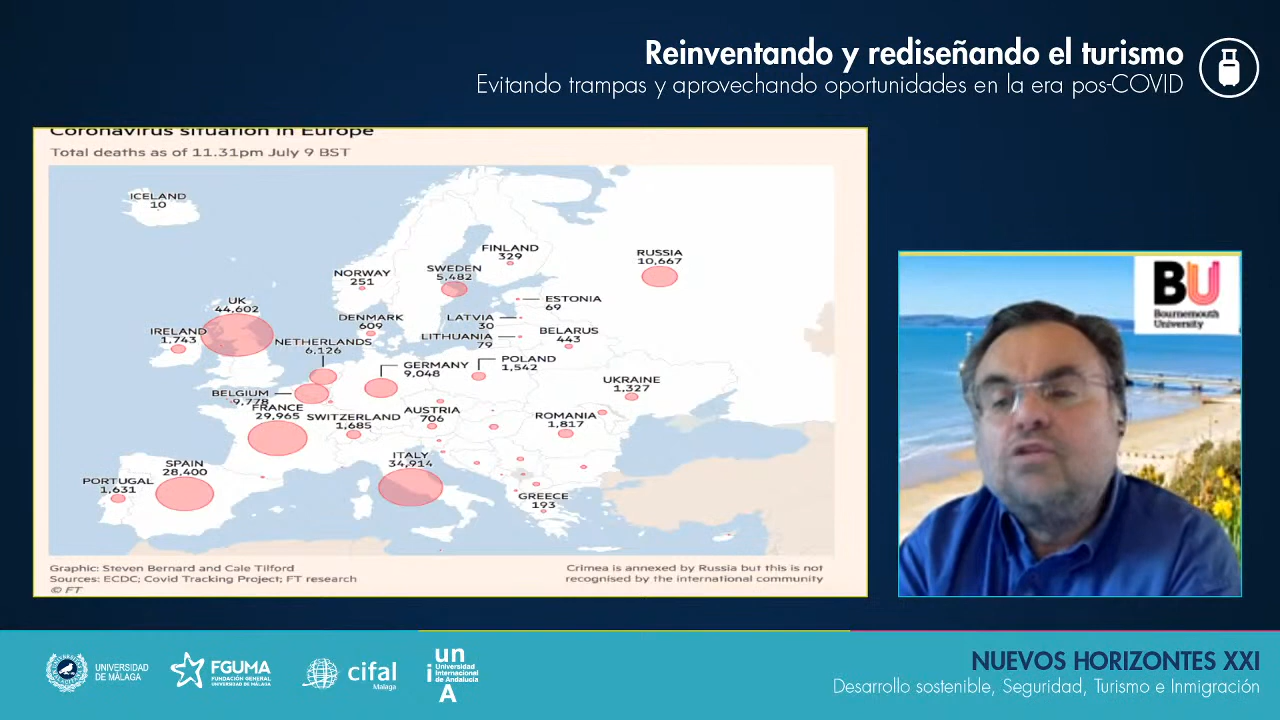 Reinventando y rediseñando el turismo
Evitando trampas y aprovechando oportunidades en la era pos-COVID
Coronavirus situation in Europe
Total deaths as of 11.31pm July 9 BST
ICELAND
10
FINLAND
329
RUSSIA
10,667
NORWAY
251
SWEDEN
5,482
ESTONIA
69
UK
44,602
DENMARK
609
LATVIA
30
IRELAND
1,743
LITHUANIA
79
BELARUS
443
NETHERLANDS
6,126
GERMANY
9,048
POLAND
1,542
UKRAINE
1,327
BELGIUM
9,778
FRANCE
29,965
SWITZERLAND
1,685
AUSTRIA
706
ROMANIA
1,817
ITALY
34,914
SPAIN
28,400
PORTUGAL
1,631
GREECE
193
Graphic: Steven Bernard and Cale Tilford
Sources: ECDC; Covid Tracking Project; FT research
© FT
Crimea is annexed by Russia but this is not
recognised by the international community
BU
Bournemouth
University
UNIVERSIDAD
DE MÁLAGA
FGUMA
FUNDACIÓN GENERAL
UNIVERSIDAD DE MÁLAGA
cifal
Málaga
un
i
Universidad
Internacional
de Andalucía
A
NUEVOS HORIZONTES XXI
Desarrollo sostenible, Seguridad, Turismo e Inmigración